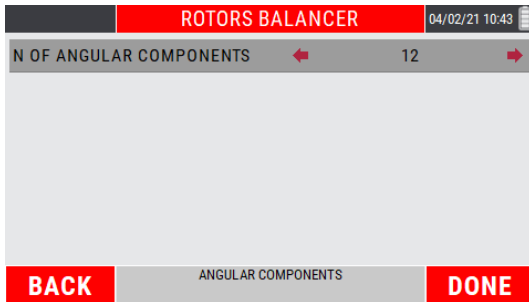 ROTORS BALANCER 04/02/21 10:43
N OF ANGULAR COMPONENTS 12
BACK ANGULAR COMPONENTS DONE